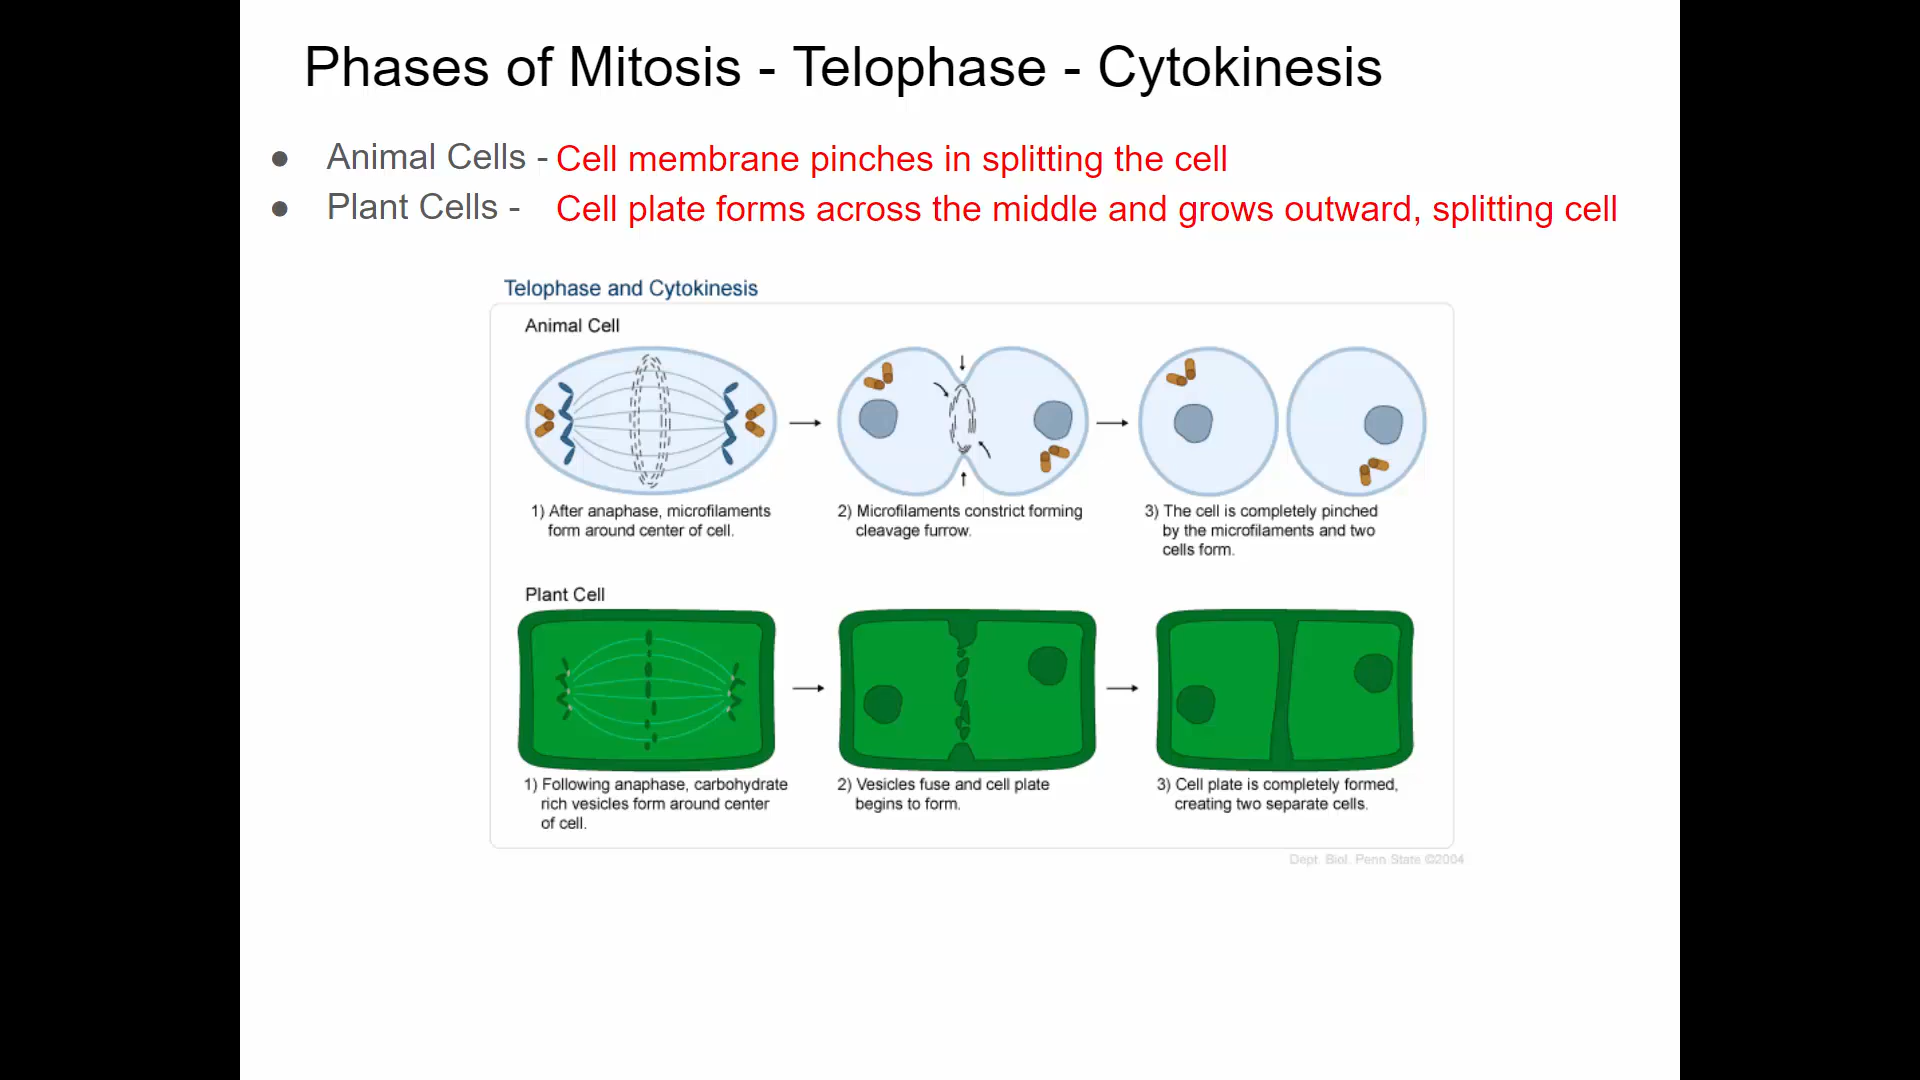 Phases of Mitosis - Telophase - Cytokinesis
● Animal Cells - Cell membrane pinches in splitting the cell
● Plant Cells - Cell plate forms across the middle and grows outward, splitting cell
Telophase and Cytokinesis
Animal Cell
1) After anaphase, microfilaments
form around center of cell.
2) Microfilaments constrict forming
cleavage furrow.
3) The cell is completely pinched
by the microfilaments and two
cells form.
Plant Cell
1) Following anaphase, carbohydrate
rich vesicles form around center
of cell.
2) Vesicles fuse and cell plate
begins to form.
3) Cell plate is completely formed,
creating two separate cells.
Dept. Biol. Penn State ©2004